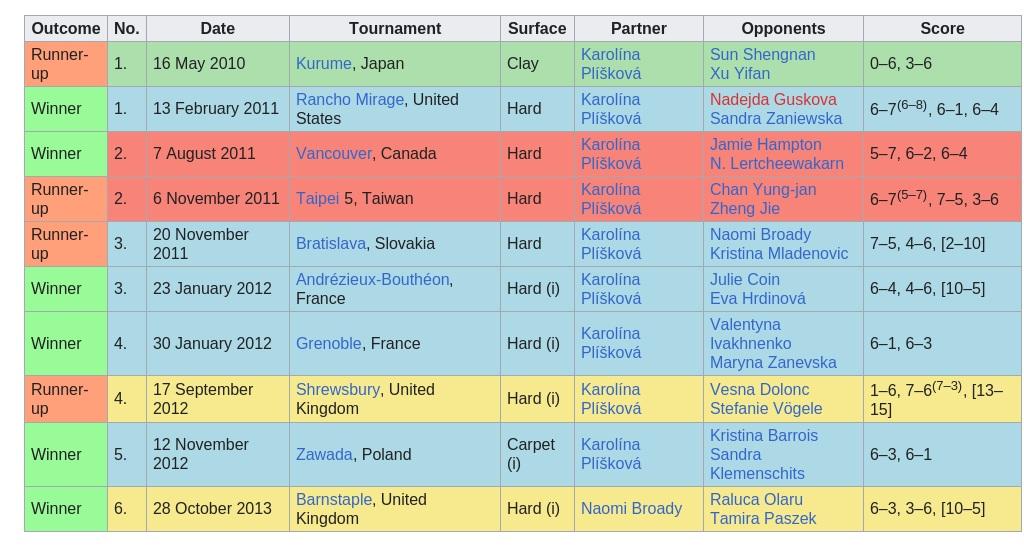 Outcome No. Date Tournament Surface Partner Opponents Score
Runner-up 1. 16 May 2010 Kurume, Japan Clay Karolína Plíšková Sun Shengnan Xu Yifan 0–6, 3–6
Winner 1. 13 February 2011 Rancho Mirage, United States Hard Karolína Plíšková Nadejda Guskova Sandra Zaniewska 6–7(6–8), 6–1, 6–4
Winner 2. 7 August 2011 Vancouver, Canada Hard Karolína Plíšková Jamie Hampton N. Lertcheewakarn 5–7, 6–2, 6–4
Runner-up 2. 6 November 2011 Taipei 5, Taiwan Hard Karolína Plíšková Chan Yung-jan Zheng Jie 6–7(5–7), 7–5, 3–6
Runner-up 3. 20 November 2011 Bratislava, Slovakia Hard Karolína Plíšková Naomi Broady Kristina Mladenovic 7–5, 4–6, [2–10]
Winner 3. 23 January 2012 Andrézieux-Bouthéon, France Hard (i) Karolína Plíšková Julie Coin Eva Hrdinová 6–4, 4–6, [10–5]
Winner 4. 30 January 2012 Grenoble, France Hard (i) Karolína Plíšková Valentyna Ivakhnenko Maryna Zanevska 6–1, 6–3
Runner-up 4. 17 September 2012 Shrewsbury, United Kingdom Hard (i) Karolína Plíšková Vesna Dolonc Stefanie Vögele 1–6, 7–6(7–3), [13–15]
Winner 5. 12 November 2012 Zawada, Poland Carpet (i) Karolína Plíšková Kristina Barrois Sandra Klemenschits 6–3, 6–1
Winner 6. 28 October 2013 Barnstaple, United Kingdom Hard (i) Naomi Broady Raluca Olaru Tamira Paszek 6–3, 3–6, [10–5]